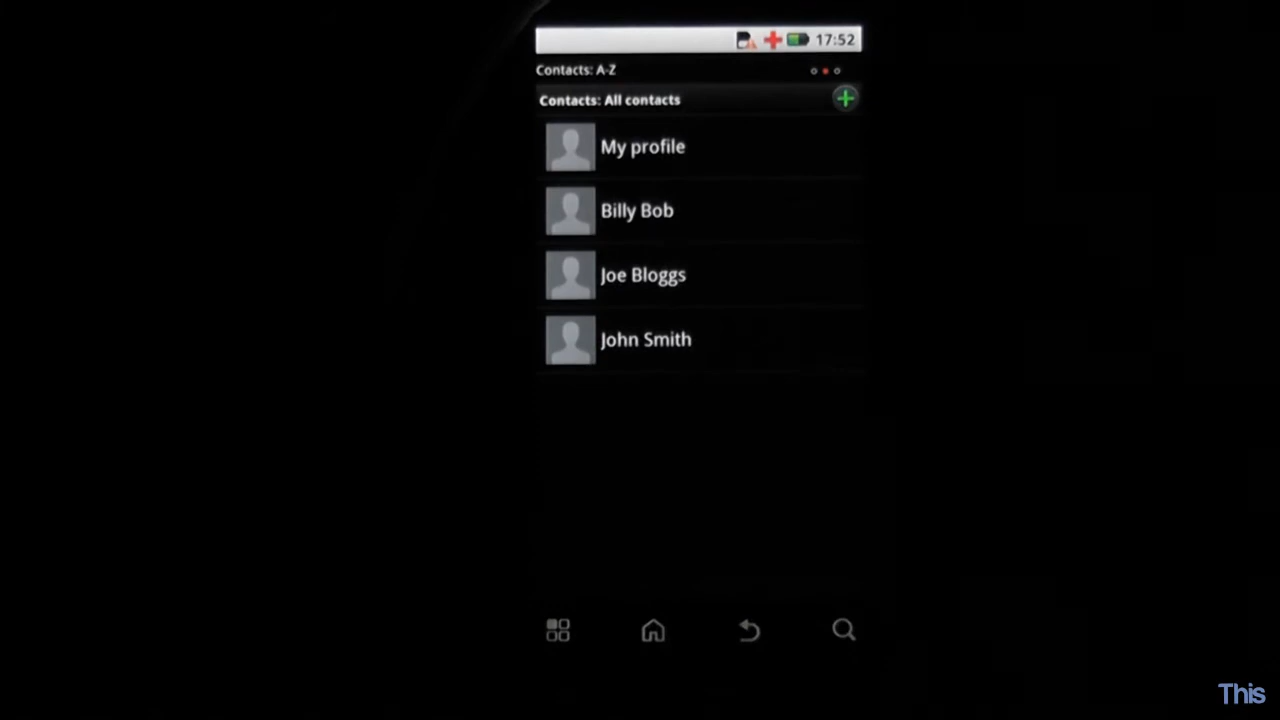 17:52
Contacts: A-Z
Contacts: All contacts
My profile
Billy Bob
Joe Bloggs
John Smith
This